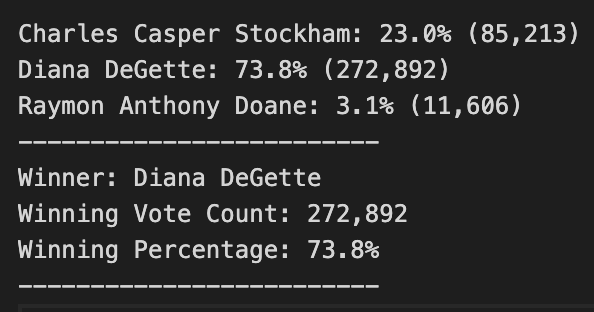 Charles Casper Stockham: 23.0% (85,213)
Diana DeGette: 73.8% (272,892)
Raymon Anthony Doane: 3.1% (11,606)
-------------------------
Winner: Diana DeGette
Winning Vote Count: 272,892
Winning Percentage: 73.8%
-------------------------